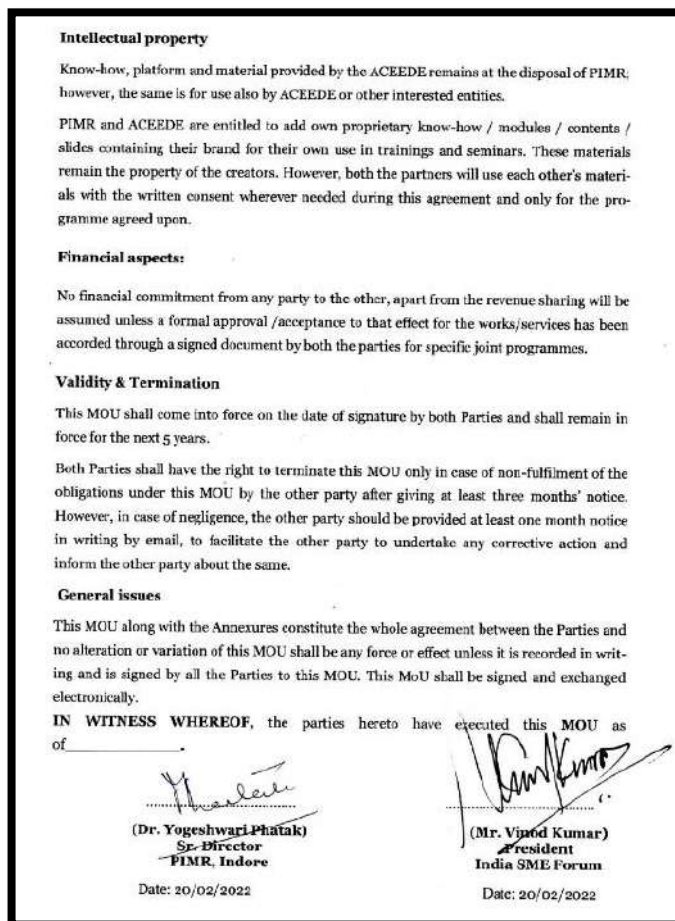 Intellectual property
Know-how, platform and material provided by the ACEEDE remains at the disposal of PIMR;
however, the same is for use also by ACEEDE or other interested entities.
PIMR and ACEEDE are entitled to add own proprietary know-how / modules / contents /
slides containing their brand for their own use in trainings and seminars. These materials
remain the property of the creators. However, both the partners will use each other's materi-
als with the written consent wherever needed during this agreement and only for the pro-
gramme agreed upon.
Financial aspects:
No financial commitment from any party to the other, apart from the revenue sharing will be
assumed unless a formal approval /acceptance to that effect for the works/services has been
accorded through a signed document by both the parties for specific joint programmes.
Validity & Termination
This MOU shall come into force on the date of signature by both Parties and shall remain in
force for the next 5 years.
Both Parties shall have the right to terminate this MOU only in case of non-fulfilment of the
obligations under this MOU by the other party after giving at least three months' notice.
However, in case of negligence, the other party should be provided at least one month notice
in writing by email, to facilitate the other party to undertake any corrective action and
inform the other party about the same.
General issues
This MOU along with the Annexures constitute the whole agreement between the Parties and
no alteration or variation of this MOU shall be any force or effect unless it is recorded in writ-
ing and is signed by all the Parties to this MOU. This MoU shall be signed and exchanged
electronically.
IN WITNESS WHEREOF, the parties hereto have executed this MOU as
of______________.
(Dr. Yogeshwari Phatak)
Sr. Director
PIMR, Indore
Date: 20/02/2022
(Mr. Vinod Kumar)
President
India SME Forum
Date: 20/02/2022